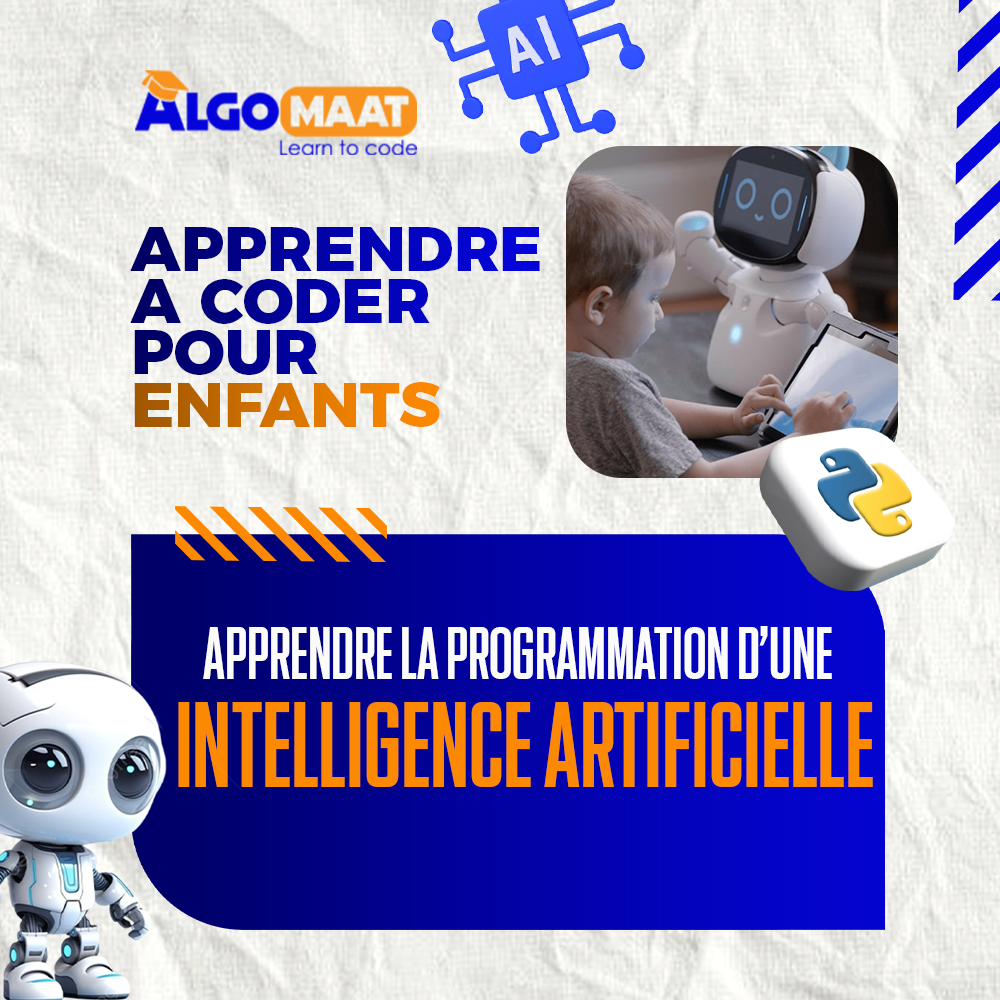 AI
ALGOMAAT
Learn to code
APPRENDRE
A CODER
POUR
ENFANTS
APPRENDRE LA PROGRAMMATION D’UNE
INTELLIGENCE ARTIFICIELLE